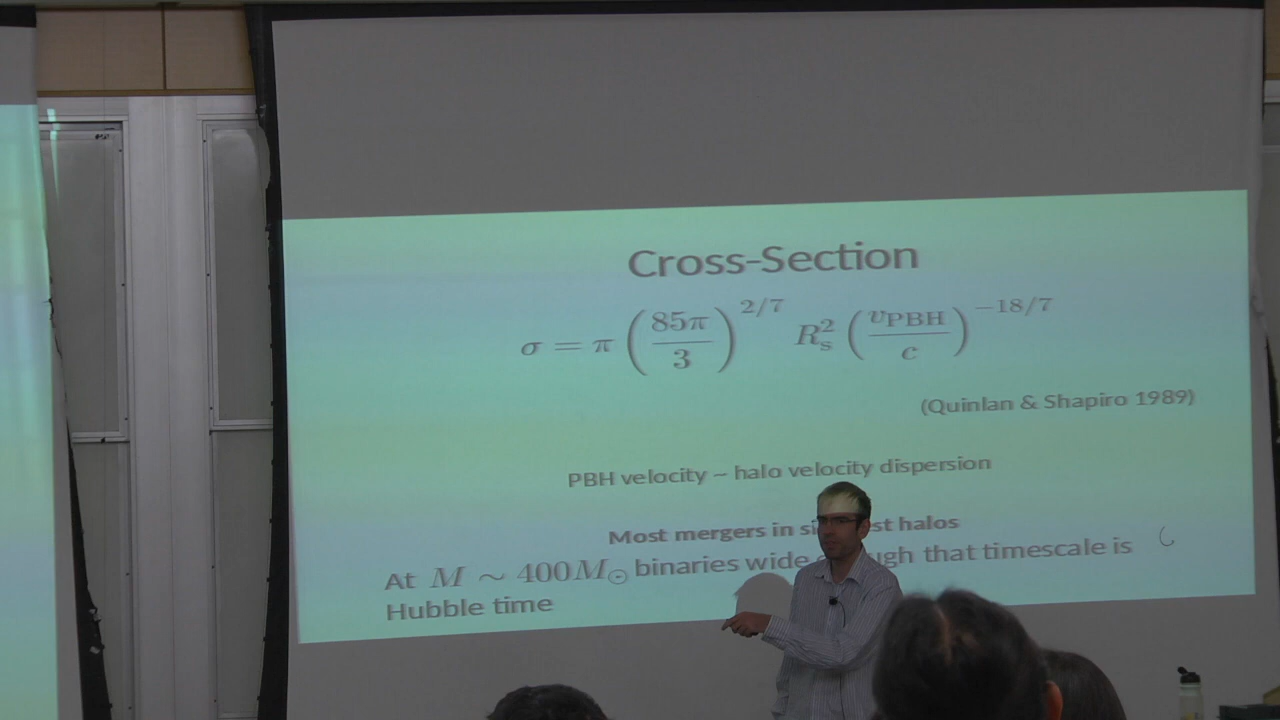 Cross-Section
σ = π (85π/3)^{2/7} R_s^2 (v_PBH/c)^{-18/7}
(Quinlan & Shapiro 1989)
PBH velocity ~ halo velocity dispersion
Most mergers in halos
At M ~ 400M_☉ binaries wide that timescale is
Hubble time